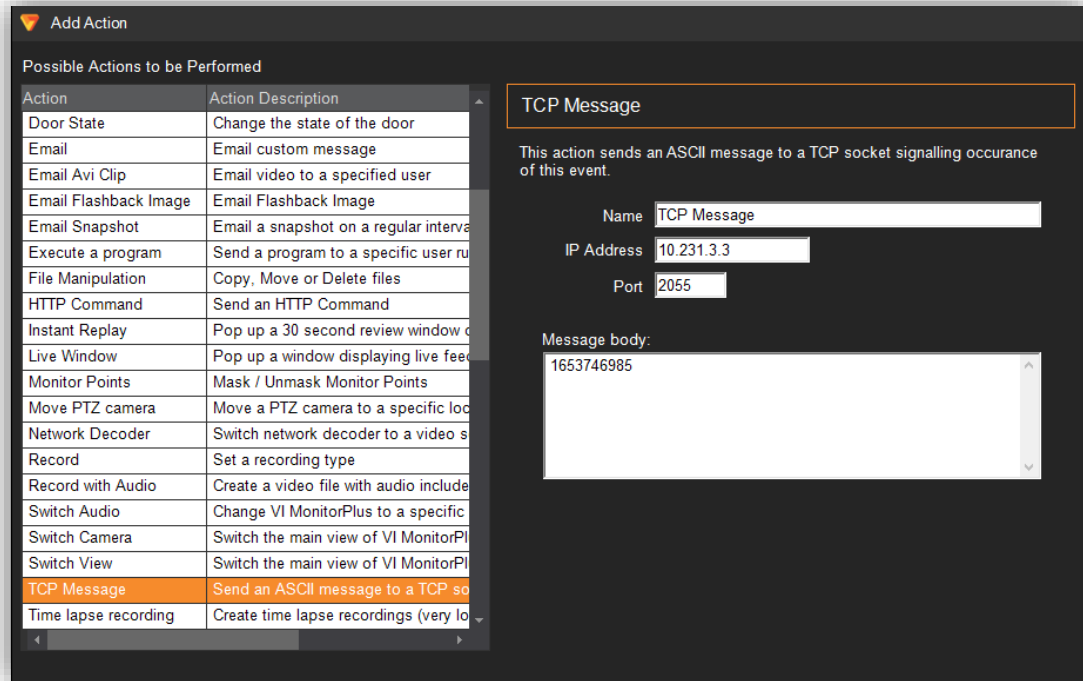 Add Action
Possible Actions to be Performed
Action Action Description
Door State Change the state of the door
Email Email custom message
Email Avi Clip Email video to a specified user
Email Flashback Image Email Flashback Image
Email Snapshot Email a snapshot on a regular interva
Execute a program Send a program to a specific user ru
File Manipulation Copy, Move or Delete files
HTTP Command Send an HTTP Command
Instant Replay Pop up a 30 second review window o
Live Window Pop up a window displaying live feed
Monitor Points Mask / Unmask Monitor Points
Move PTZ camera Move a PTZ camera to a specific loc
Network Decoder Switch network decoder to a video s
Record Set a recording type
Record with Audio Create a video file with audio include
Switch Audio Change VI MonitorPlus to a specific
Switch Camera Switch the main view of VI MonitorPl
Switch View Switch the main view of VI MonitorPl
TCP Message Send an ASCII message to a TCP so
Time lapse recording Create time lapse recordings (very lo
TCP Message
This action sends an ASCII message to a TCP socket signalling occurance
of this event.
Name TCP Message
IP Address 10.231.3.3
Port 2055
Message body:
1653746985